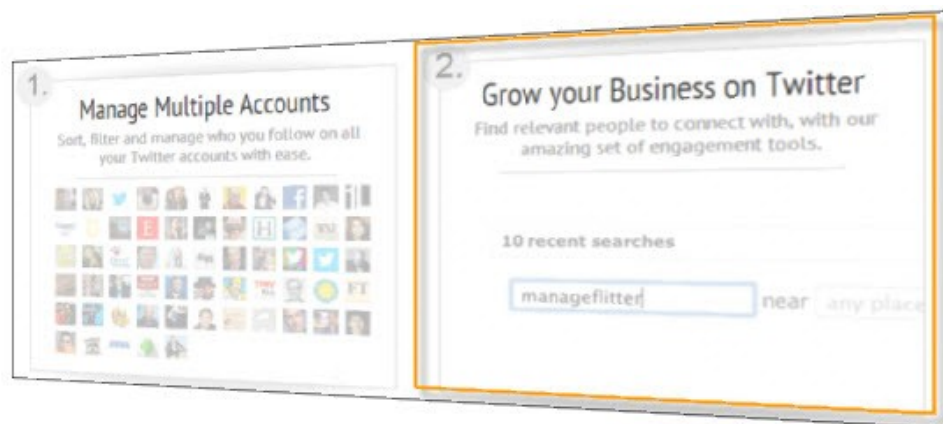 1.
Manage Multiple Accounts
Sort, filter and manage who you follow on all
your Twitter accounts with ease.
2.
Grow your Business on Twitter
Find relevant people to connect with, with our
amazing set of engagement tools.
10 recent searches
manageflitter near any place